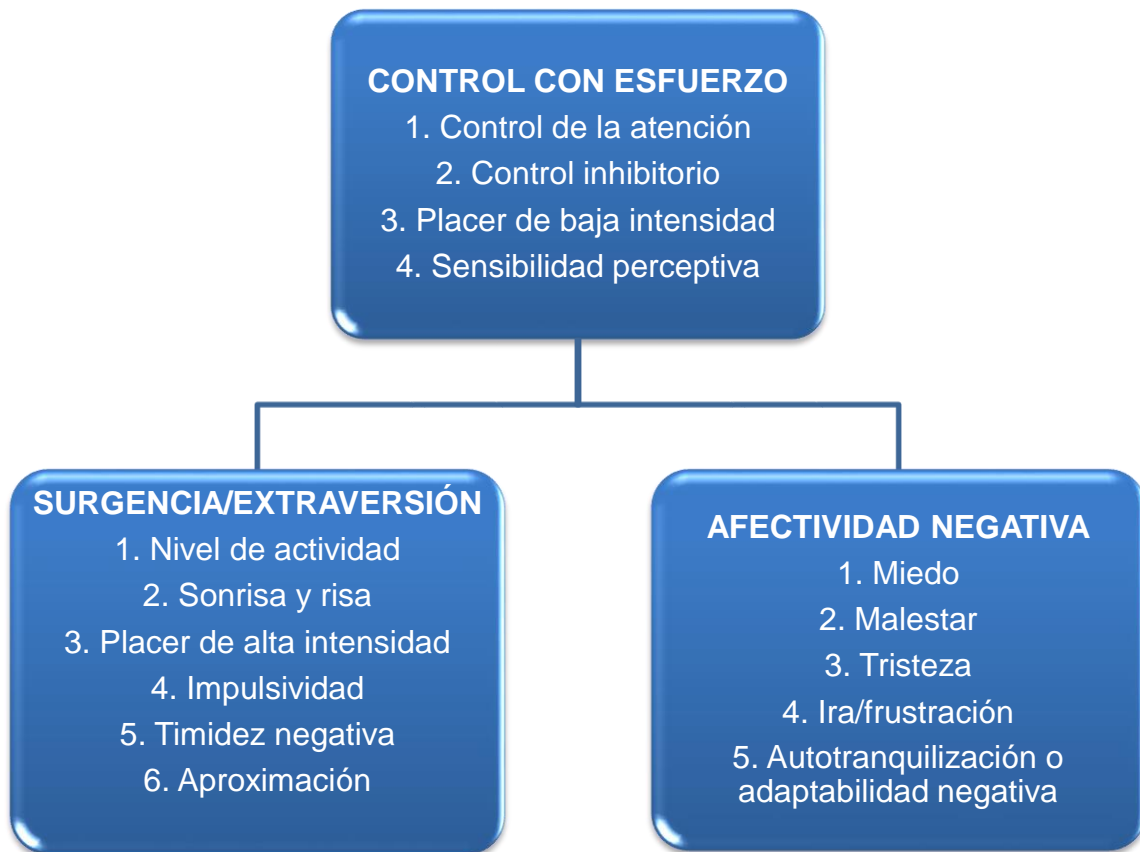 CONTROL CON ESFUERZO
1. Control de la atención
2. Control inhibitorio
3. Placer de baja intensidad
4. Sensibilidad perceptiva
SURGENCIA/EXTRAVERSIÓN
1. Nivel de actividad
2. Sonrisa y risa
3. Placer de alta intensidad
4. Impulsividad
5. Timidez negativa
6. Aproximación
AFECTIVIDAD NEGATIVA
1. Miedo
2. Malestar
3. Tristeza
4. Ira/frustración
5. Autotranquilización o
adaptabilidad negativa